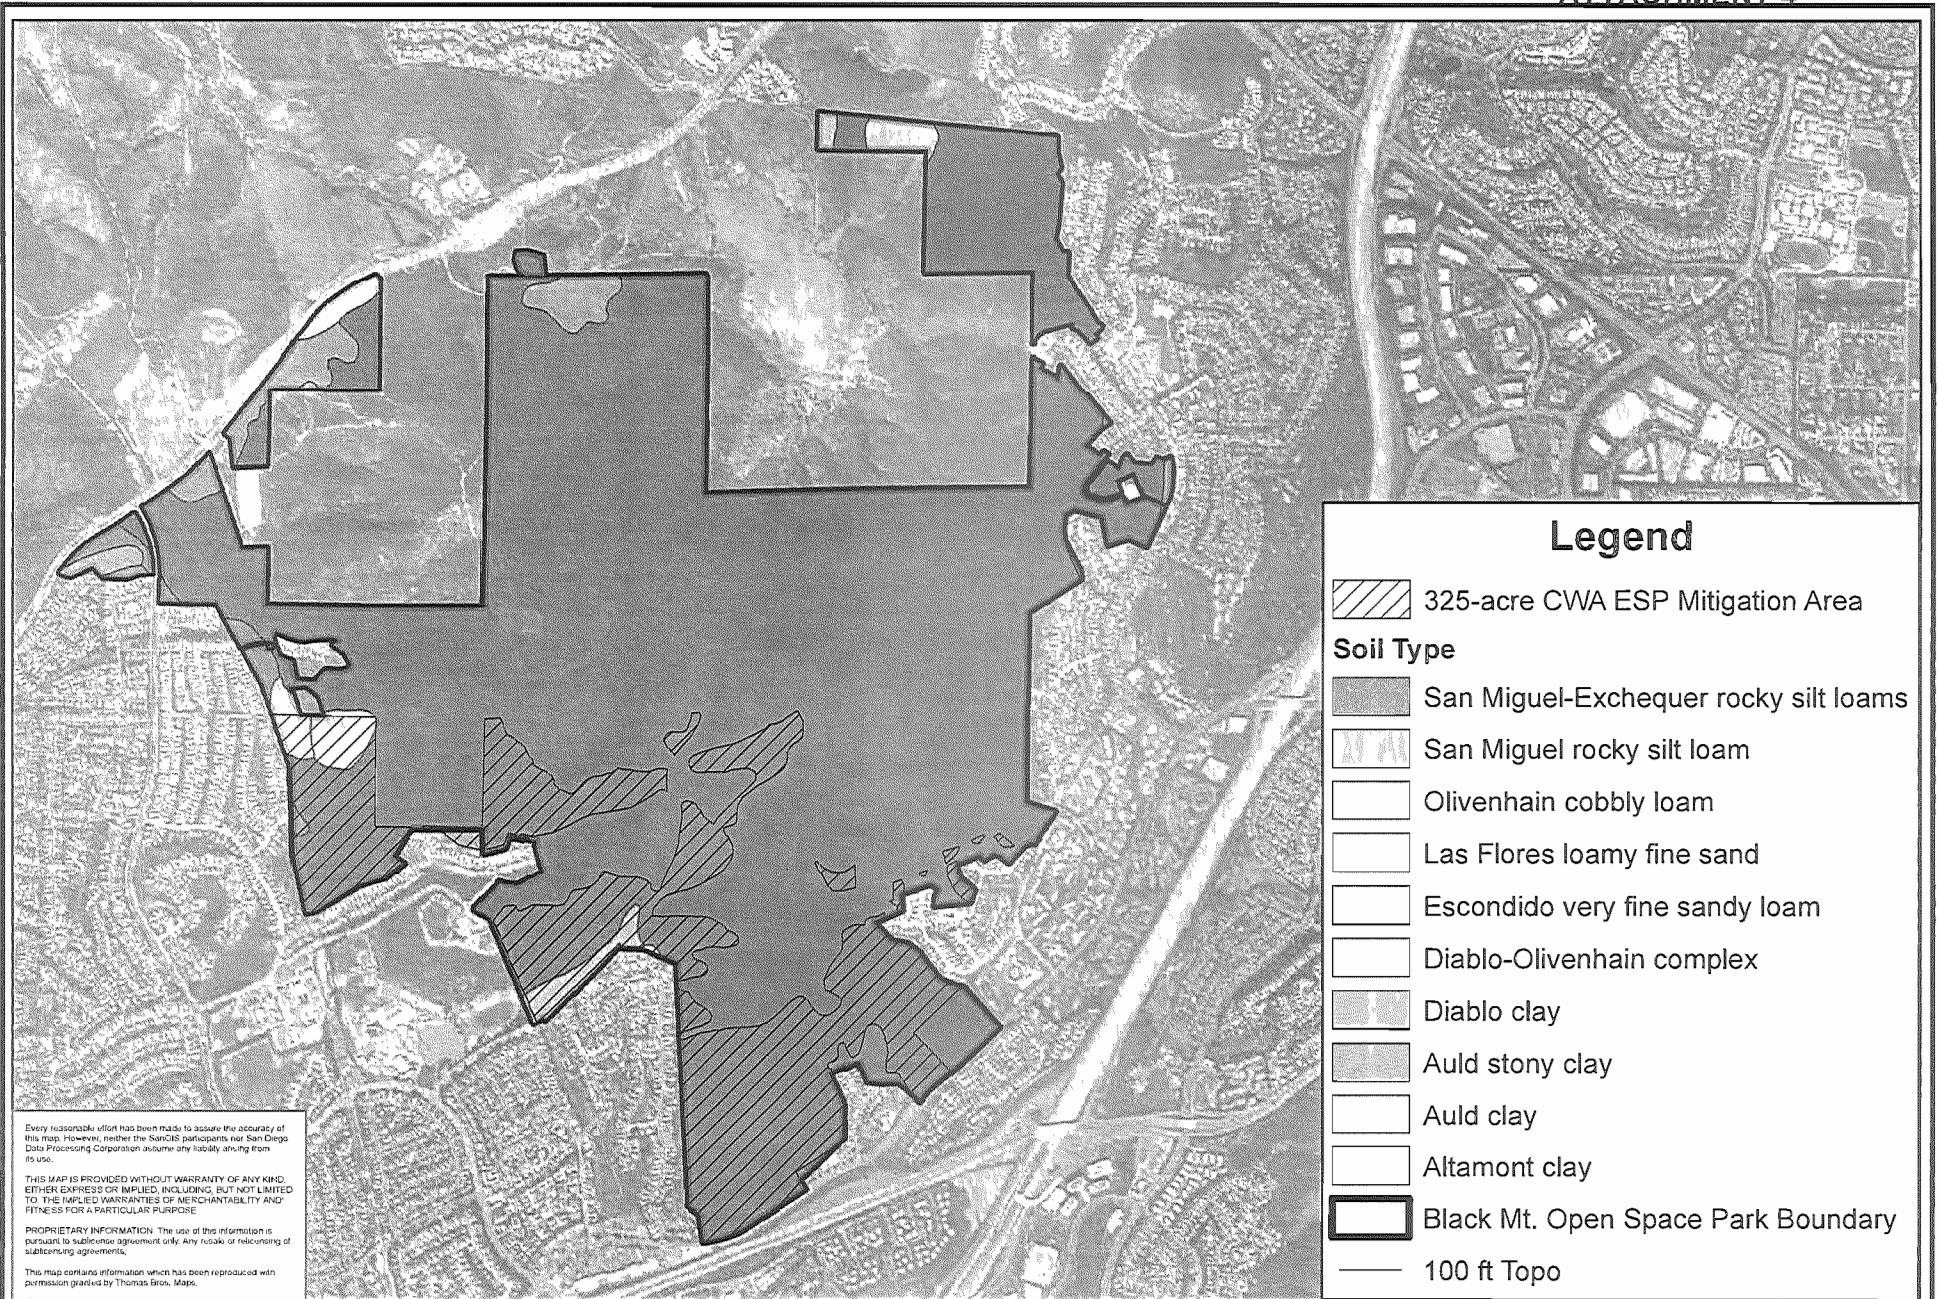 ATTACHMENT 4
Legend
325-acre CWA ESP Mitigation Area
Soil Type
San Miguel-Exchequer rocky silt loams
San Miguel rocky silt loam
Olivenhain cobbly loam
Las Flores loamy fine sand
Escondido very fine sandy loam
Diablo-Olivenhain complex
Diablo clay
Auld stony clay
Auld clay
Altamont clay
Black Mt. Open Space Park Boundary
100 ft Topo
Every reasonable effort has been made to assure the accuracy of
this map. However, neither the SanGIS participants nor San Diego
Data Processing Corporation assume any liability arising from
its use.
THIS MAP IS PROVIDED WITHOUT WARRANTY OF ANY KIND,
EITHER EXPRESS OR IMPLIED, INCLUDING, BUT NOT LIMITED
TO, THE IMPLIED WARRANTIES OF MERCHANTABILITY AND
FITNESS FOR A PARTICULAR PURPOSE
PROPRIETARY INFORMATION: The use of this information is
pursuant to sublicense agreement only. Any resale or relicensing of
sublicensing agreements.
This map contains information which has been reproduced with
permission granted by Thomas Bros. Maps.